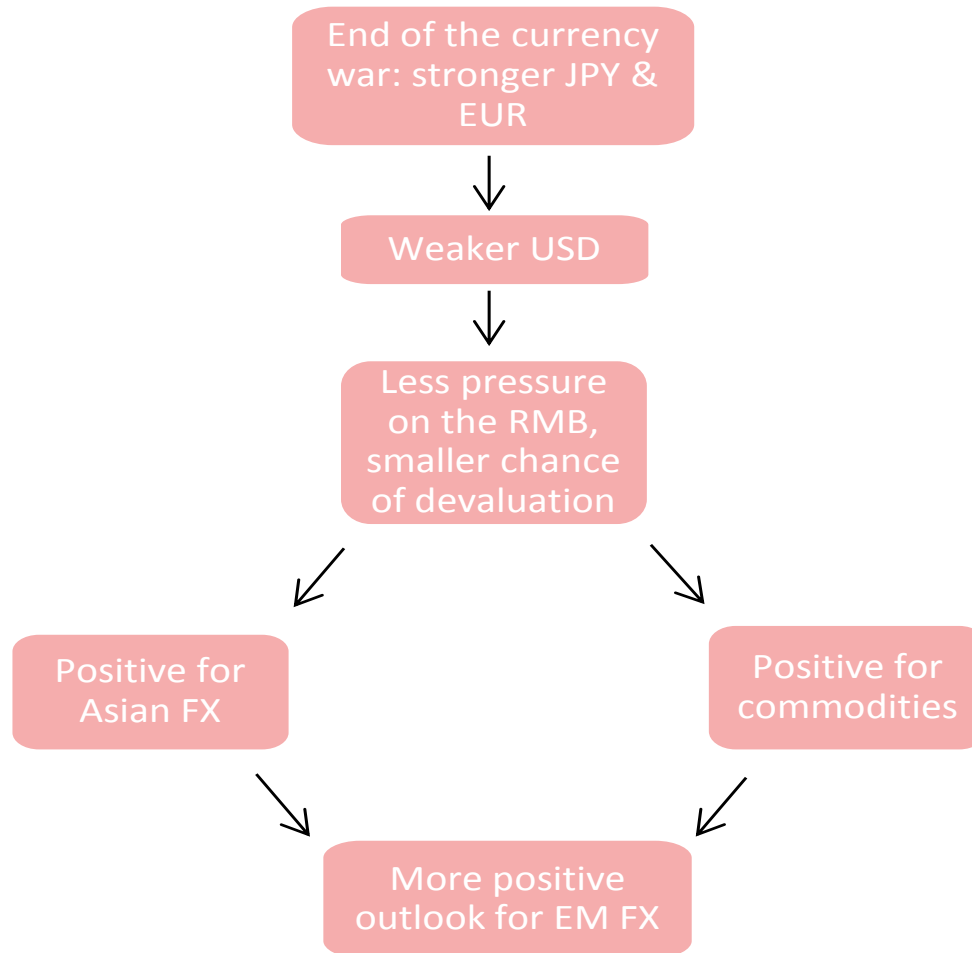 End of the currency
war: stronger JPY &
EUR
Weaker USD
Less pressure
on the RMB,
smaller chance
of devaluation
Positive for
Asian FX
Positive for
commodities
More positive
outlook for EM FX